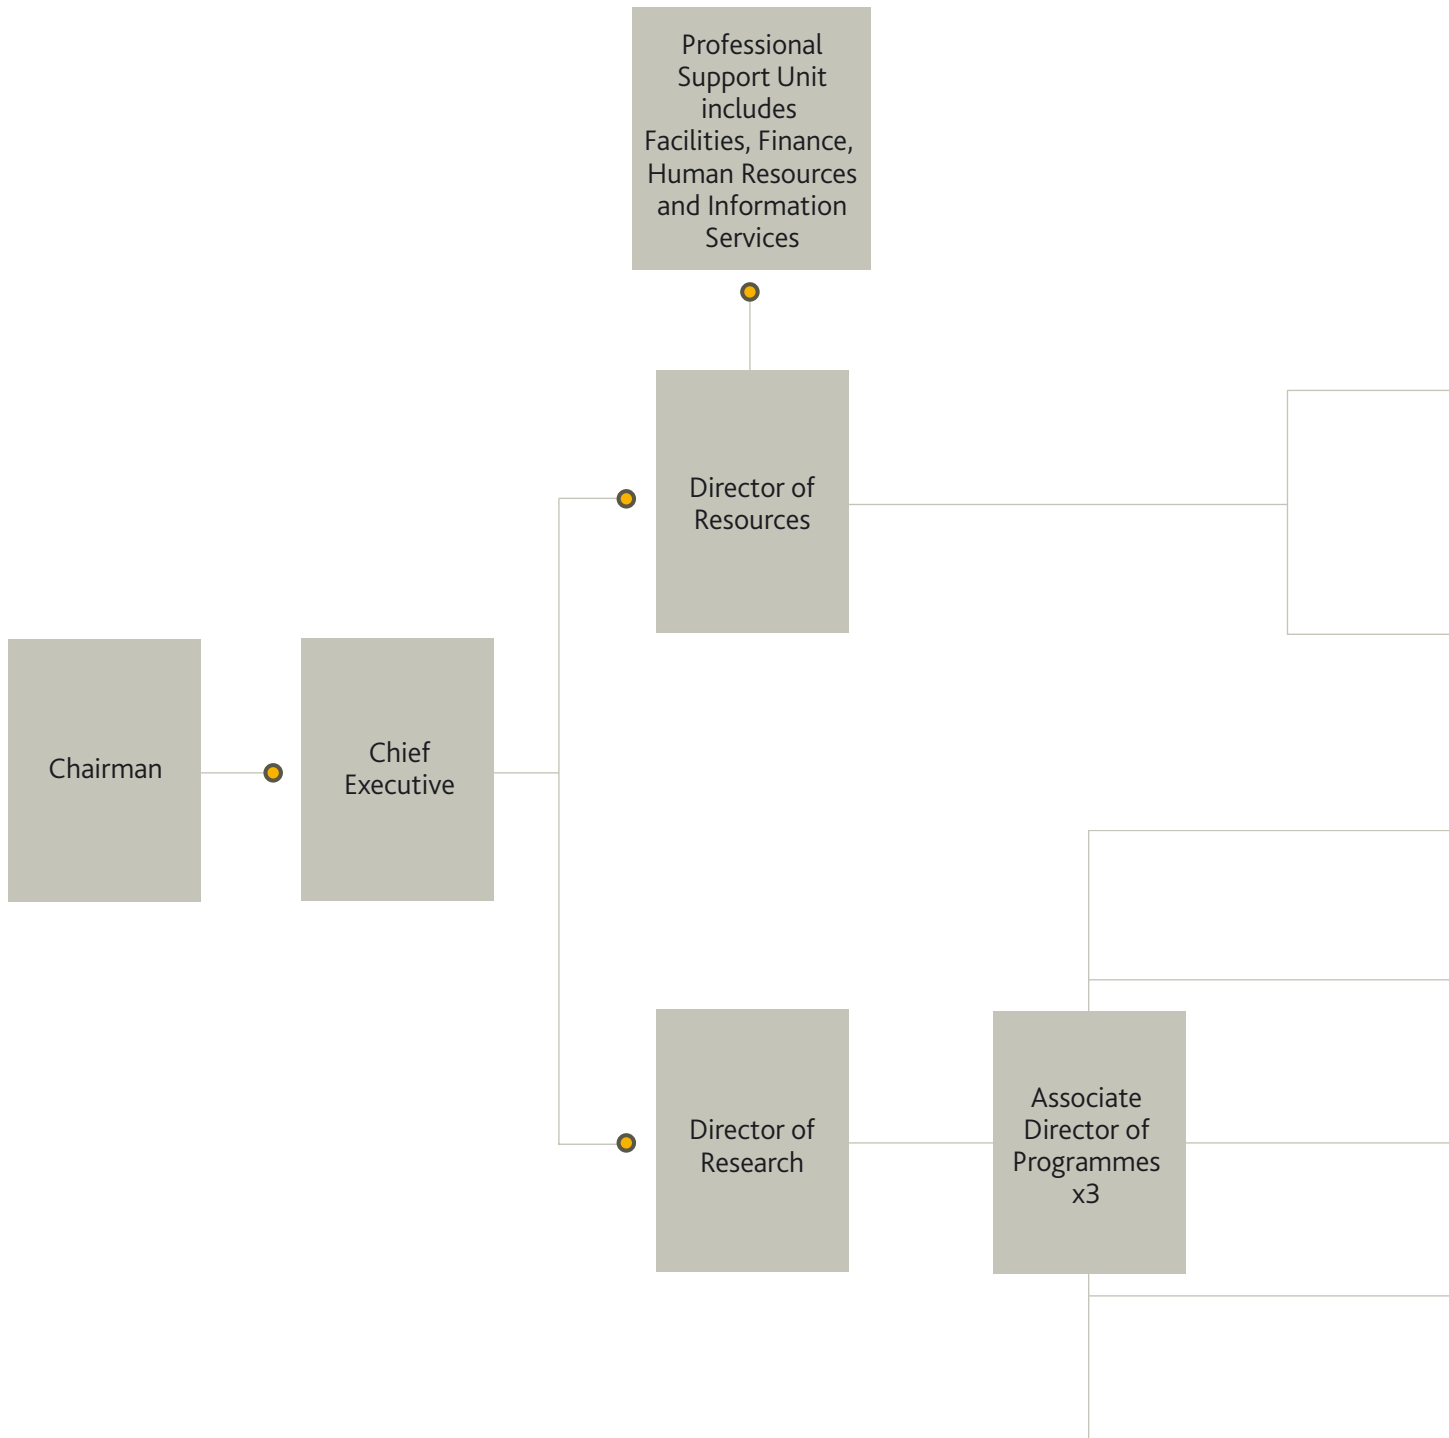 Professional
Support Unit
includes
Facilities, Finance,
Human Resources
and Information
Services
Director of
Resources
Chairman
Chief
Executive
Director of
Research
Associate
Director of
Programmes
x3